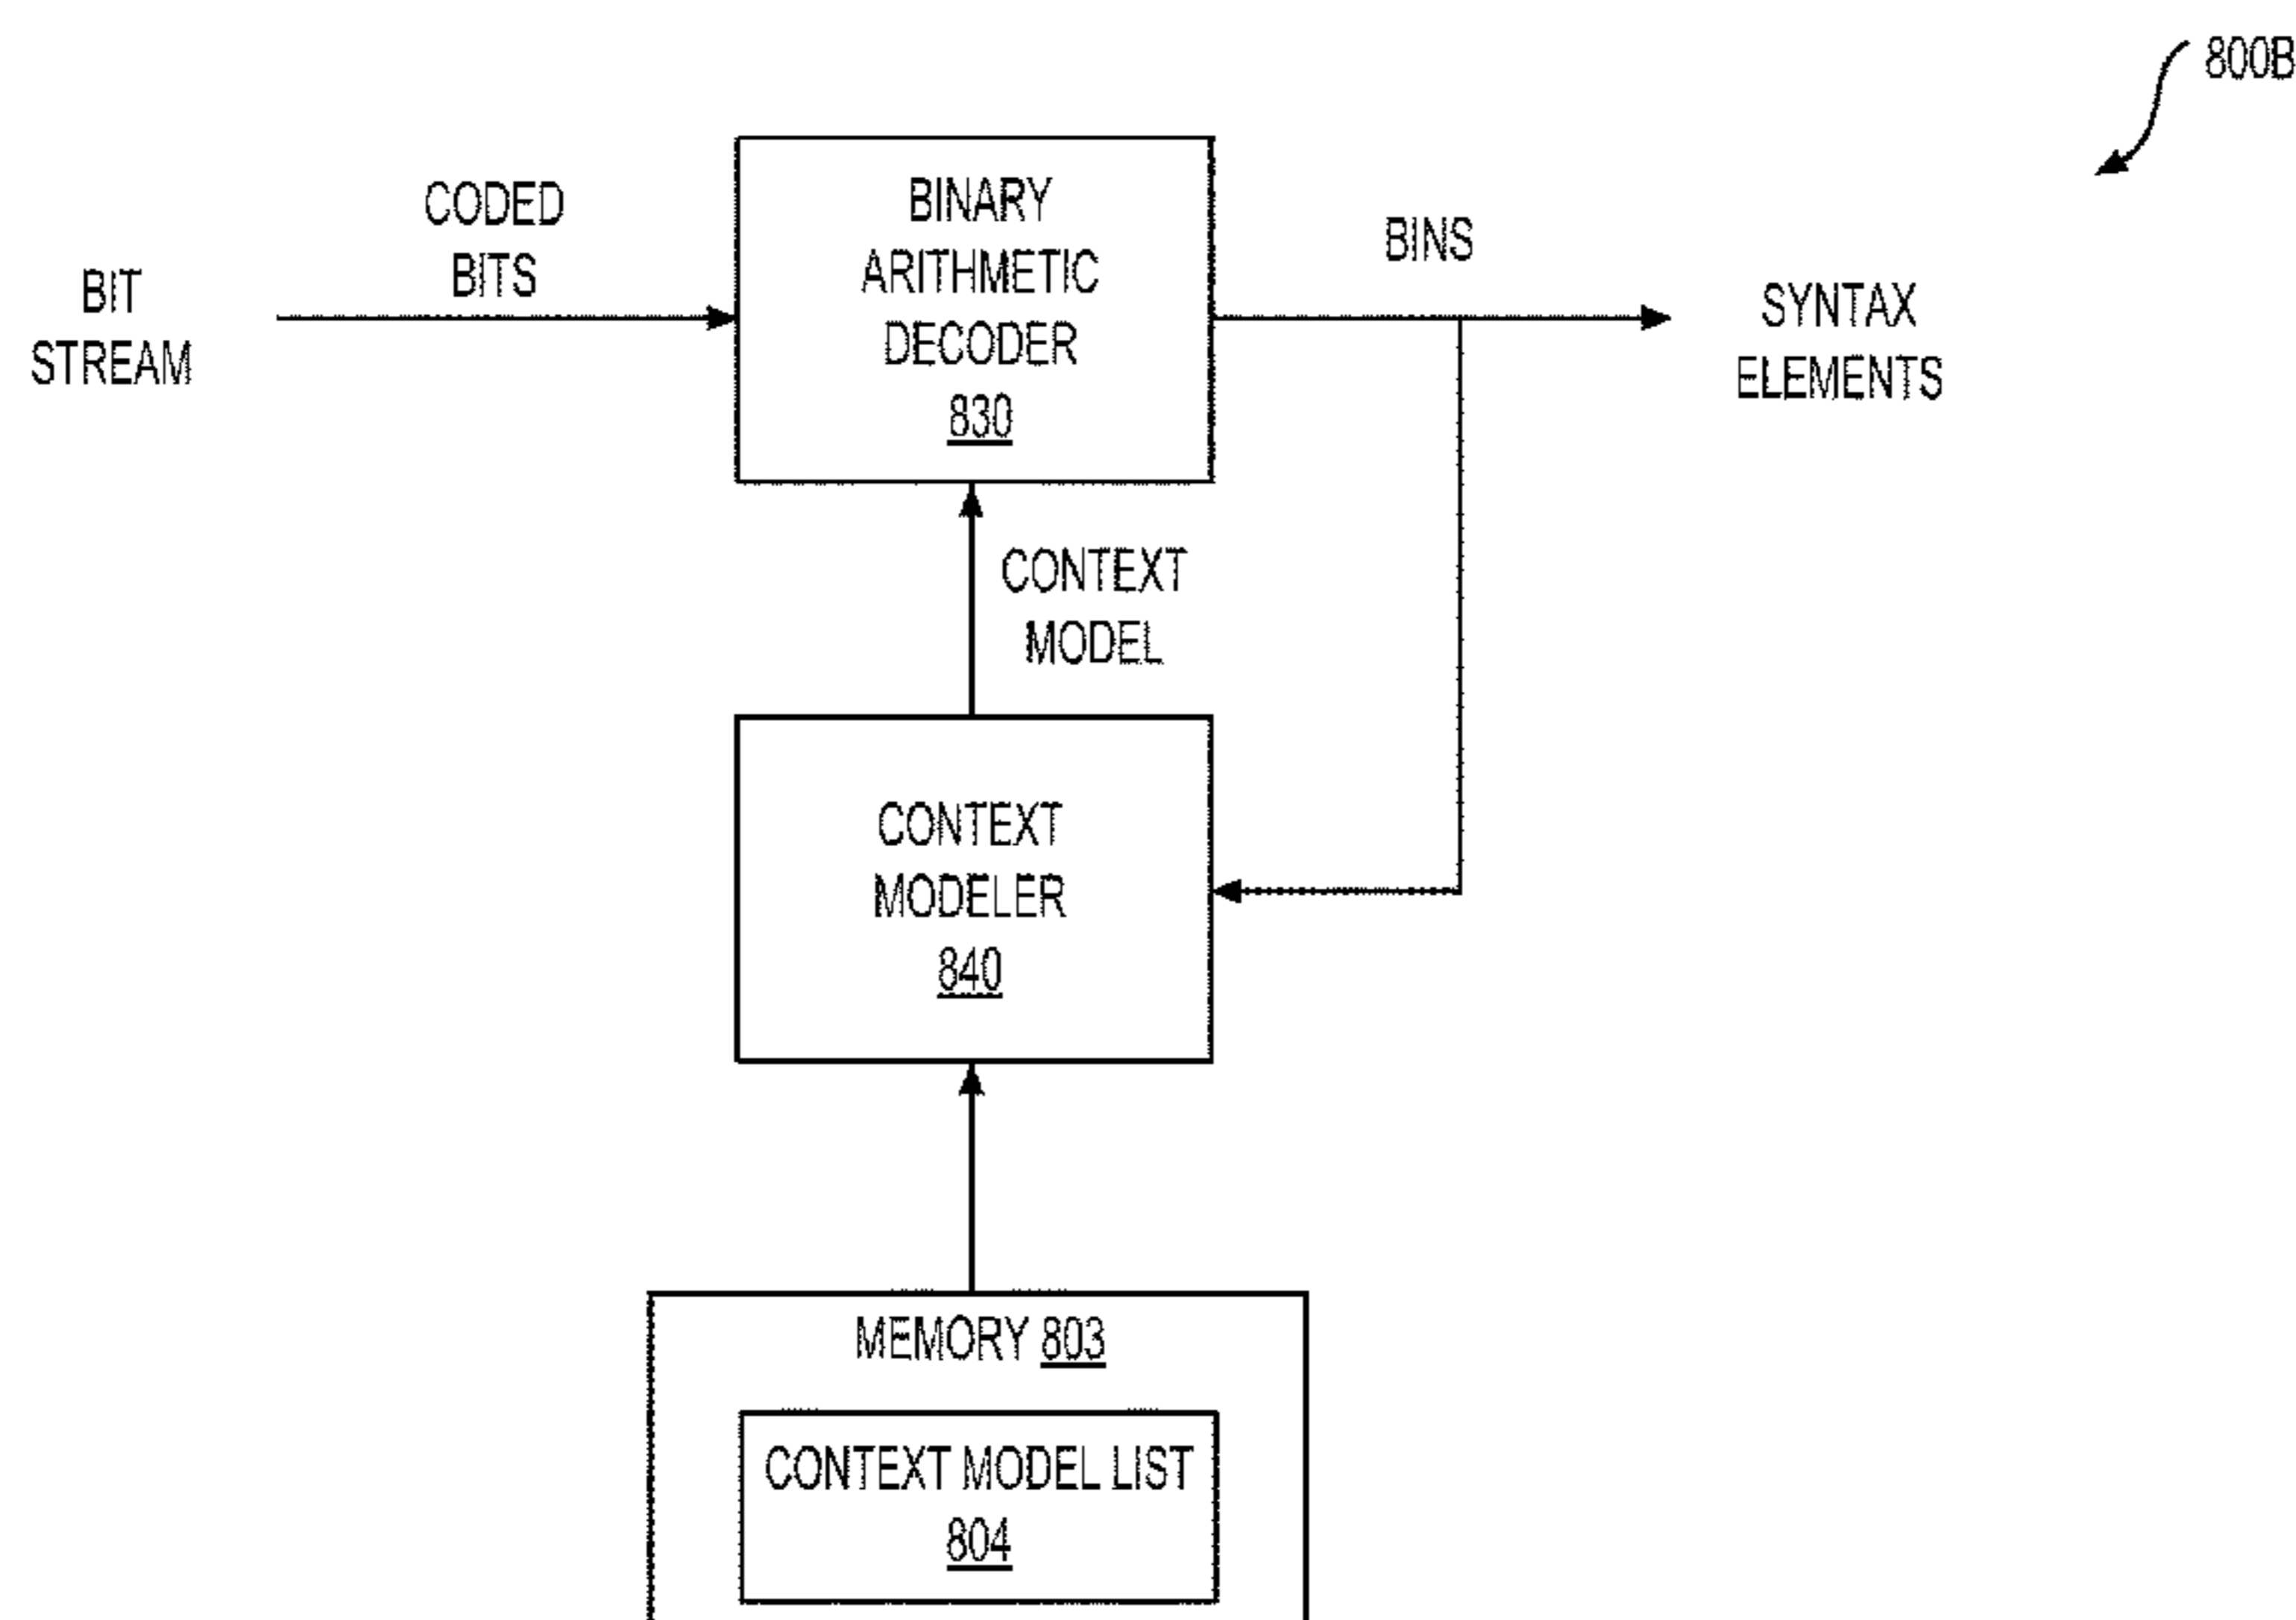 800B
CODED
BITS
BIT
STREAM
BINARY
ARITHMETIC
DECODER
830
BINS
SYNTAX
ELEMENTS
CONTEXT
MODEL
CONTEXT
MODELER
840
MEMORY 803
CONTEXT MODEL LIST
804